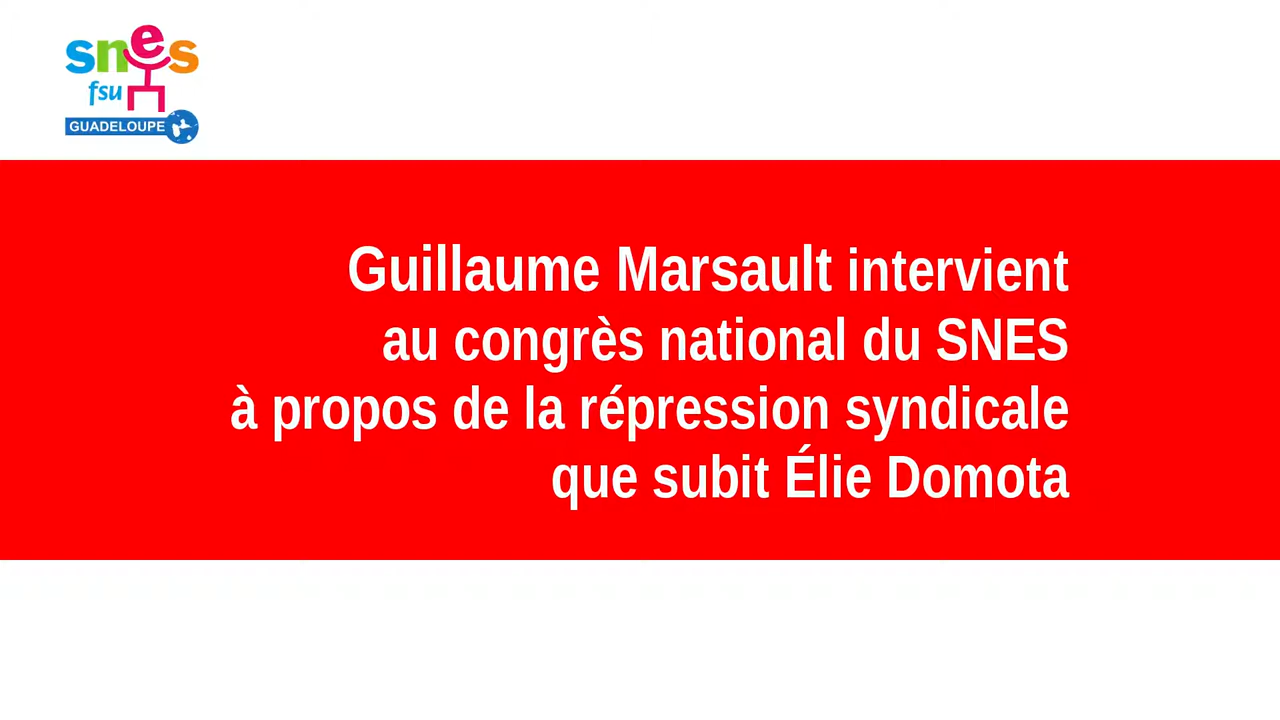 snes
fsu
GUADELOUPE
Guillaume Marsault intervient
au congrès national du SNES
à propos de la répression syndicale
que subit Élie Domota